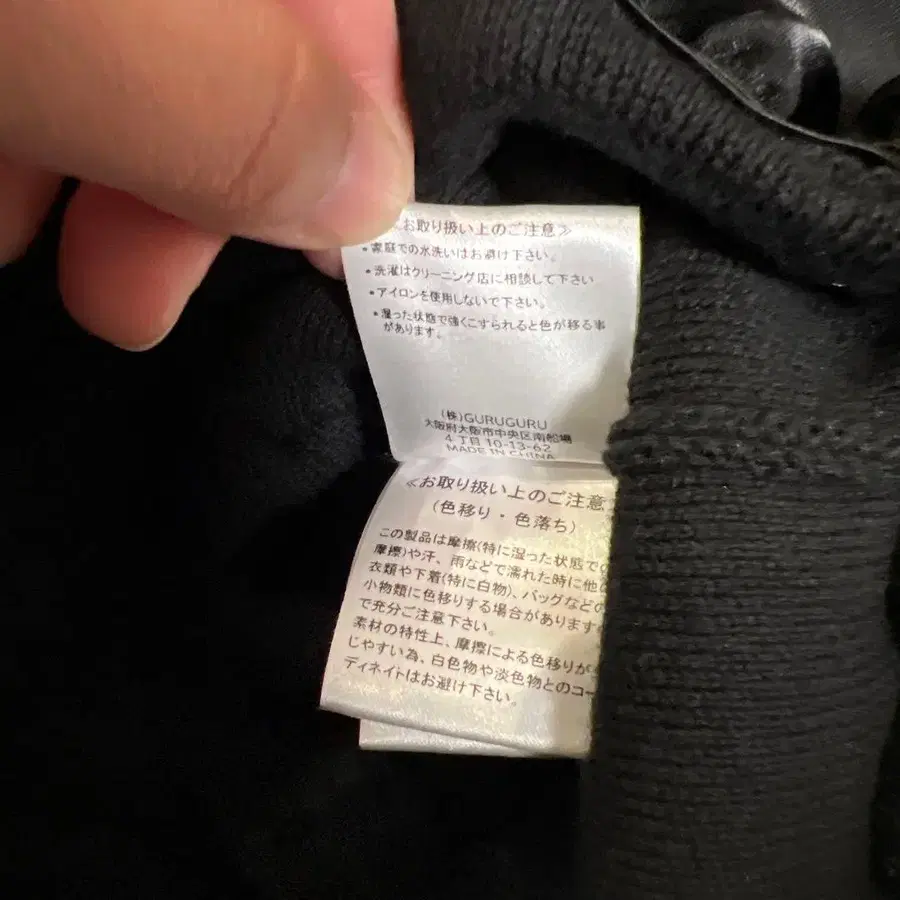 ≪お取り扱い上のご注意≫
•家庭での水洗いはお避け下さい。
•洗濯はクリーニング店に相談して下さい
•アイロンを使用しないで下さい。
•湿った状態で強くこすられると色が移る事
があります。
(株)GURUGURU
大阪府大阪市中央区南船場
4丁目10-13-62
MADE IN CHINA
≪お取り扱い上のご注意
(色移り・色落ち)
この製品は摩擦(特に湿った状態での
摩擦)や汗、雨などで濡れた時に他の
衣類や下着(特に白物)、バッグなどの
小物類に色移りする場合があります
で充分ご注意下さい。
素材の特性上、摩擦による色移りが
じやすい為、白色物や淡色物とのコー
ディネイトはお避け下さい。